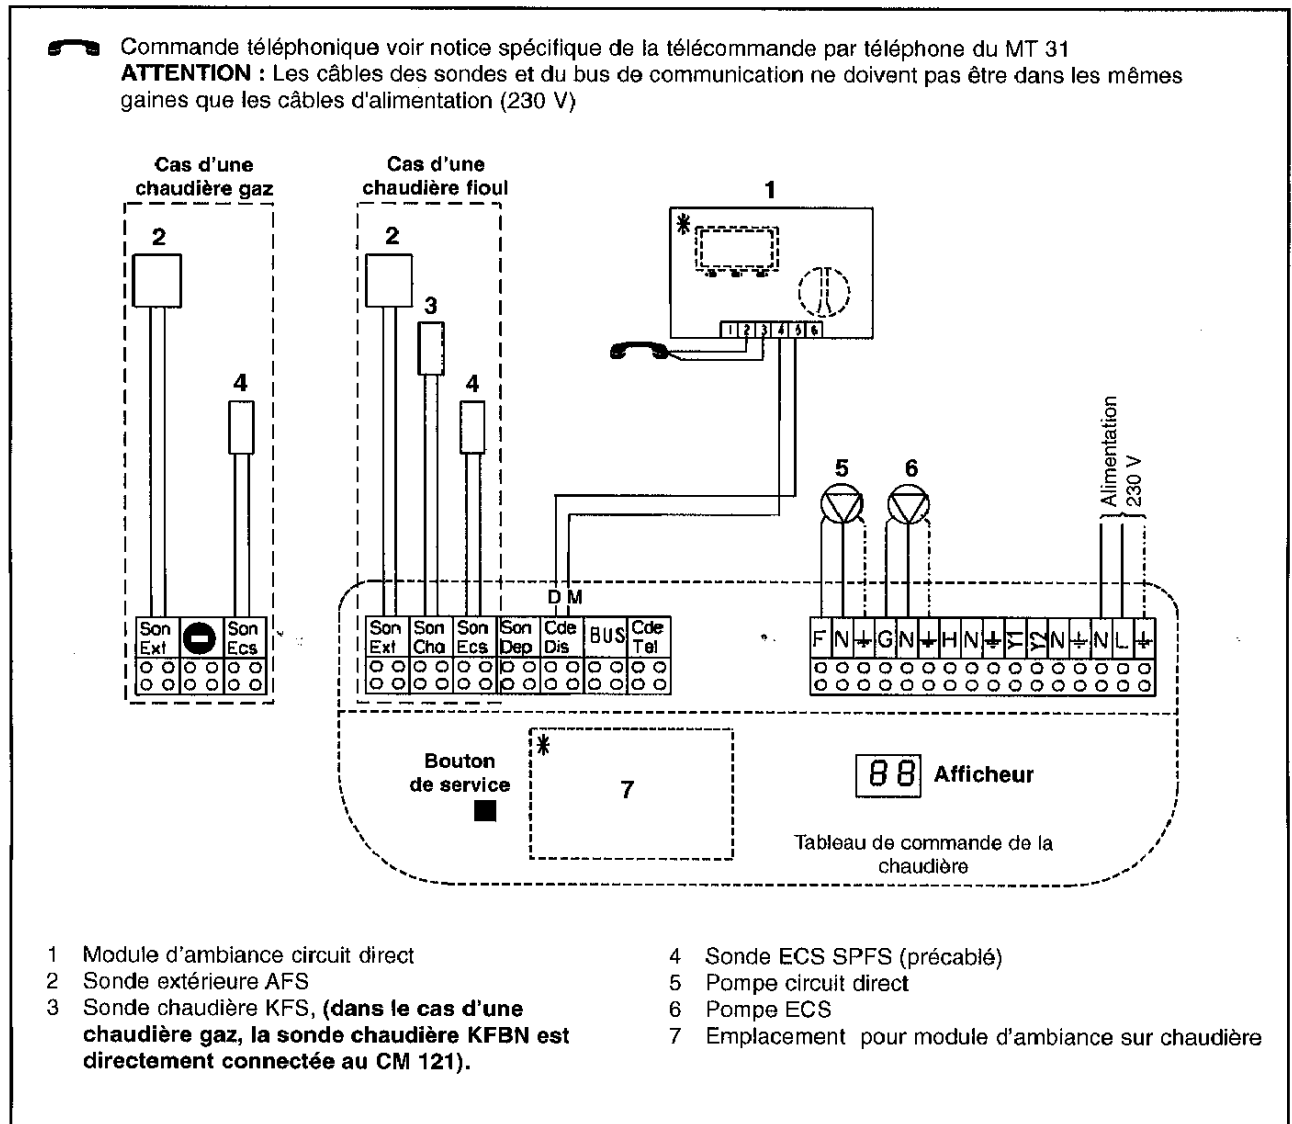 Commande téléphonique voir notice spécifique de la télécommande par téléphone du MT 31
ATTENTION : Les câbles des sondes et du bus de communication ne doivent pas être dans les mêmes
gaines que les câbles d'alimentation (230 V)
Cas d'une
chaudière gaz
Cas d'une
chaudière fioul
1
2
2
3
4
4
1 2 3 4 5 6
5
6
Alimentation
230 V
D M
Son Ext
Son Ecs
Son Ext
Son Cha
Son Ecs
Son Dep
Cde Dis
BUS
Cde Tel
F N G N H N Y1 Y2 N N L
Bouton
de service
7
88
Afficheur
Tableau de commande de la
chaudière
1 Module d'ambiance circuit direct
2 Sonde extérieure AFS
3 Sonde chaudière KFS, (dans le cas d'une
chaudière gaz, la sonde chaudière KFBN est
directement connectée au CM 121).
4 Sonde ECS SPFS (précablé)
5 Pompe circuit direct
6 Pompe ECS
7 Emplacement pour module d'ambiance sur chaudière